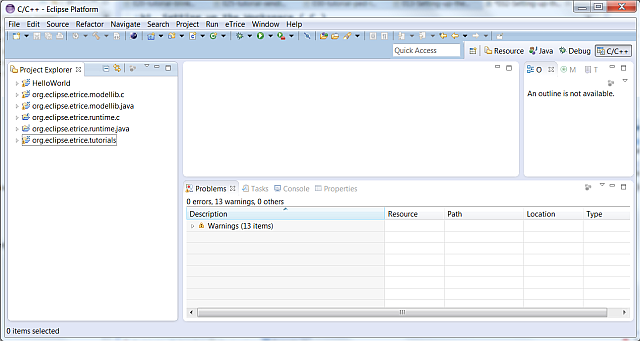 C/C++ - Eclipse Platform
File Edit Source Refactor Navigate Search Project Run eTrice Window Help
Quick Access Resource Java Debug C/C++
Project Explorer
HelloWorld
org.eclipse.etrice.modellib.c
org.eclipse.etrice.modellib.java
org.eclipse.etrice.runtime.c
org.eclipse.etrice.runtime.java
org.eclipse.etrice.tutorials
O M T
An outline is not available.
Problems Tasks Console Properties
0 errors, 13 warnings, 0 others
Description Resource Path Location Type
Warnings (13 items)
0 items selected